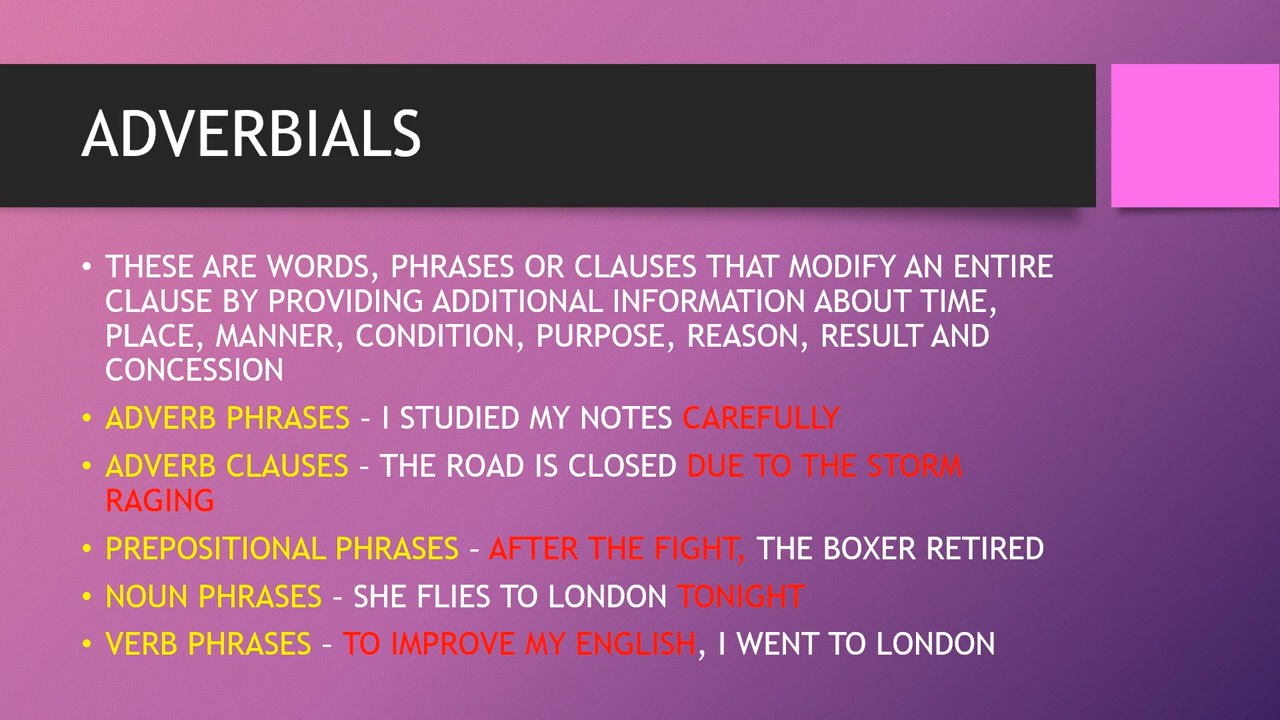 ADVERBIALS
• THESE ARE WORDS, PHRASES OR CLAUSES THAT MODIFY AN ENTIRE
CLAUSE BY PROVIDING ADDITIONAL INFORMATION ABOUT TIME,
PLACE, MANNER, CONDITION, PURPOSE, REASON, RESULT AND
CONCESSION
• ADVERB PHRASES – I STUDIED MY NOTES CAREFULLY
• ADVERB CLAUSES – THE ROAD IS CLOSED DUE TO THE STORM
RAGING
• PREPOSITIONAL PHRASES – AFTER THE FIGHT, THE BOXER RETIRED
• NOUN PHRASES – SHE FLIES TO LONDON TONIGHT
• VERB PHRASES – TO IMPROVE MY ENGLISH, I WENT TO LONDON